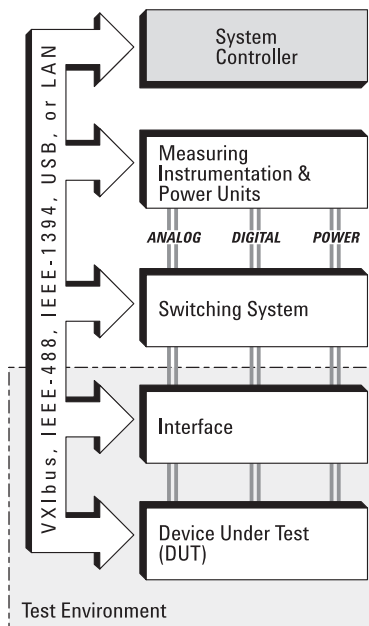 System
Controller
Measuring
Instrumentation &
Power Units
ANALOG DIGITAL POWER
Switching System
Interface
Device Under Test
(DUT)
Test Environment
VXIbus, IEEE-488, IEEE-1394, USB, or LAN